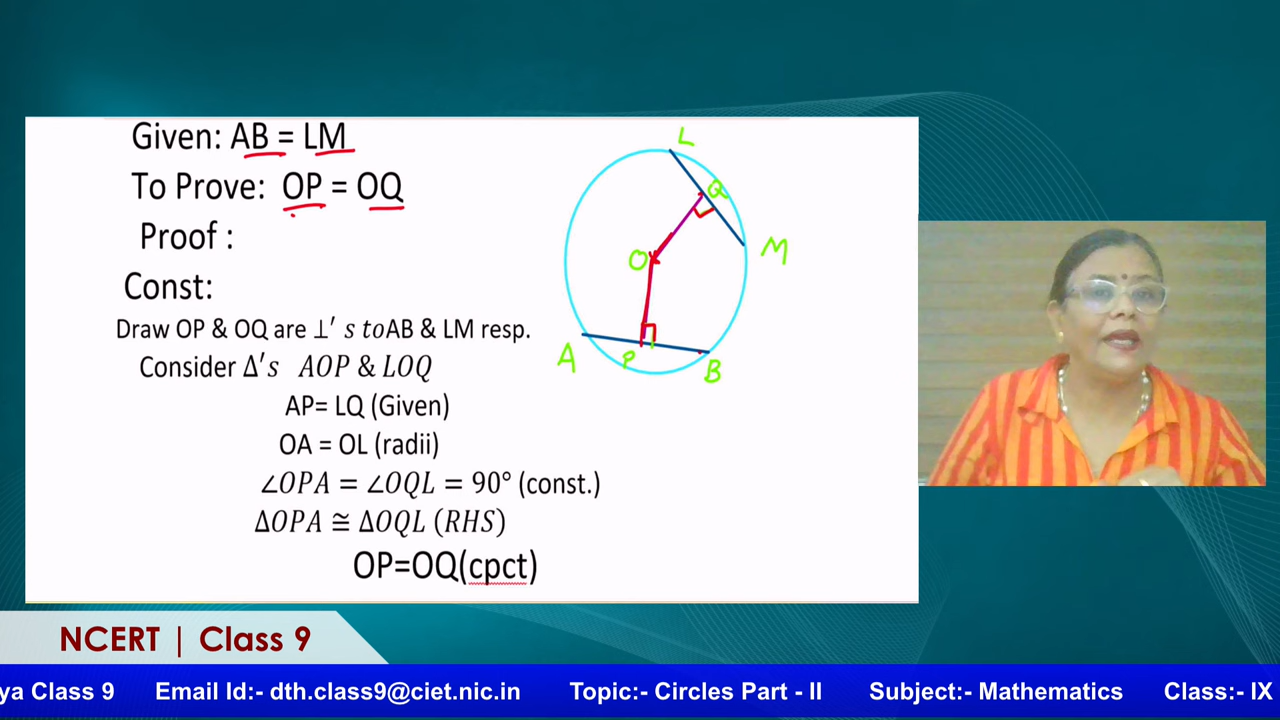 Given: AB = LM
To Prove: OP = OQ
Proof :
Const:
Draw OP & OQ are ⊥′ s to AB & LM resp.
Consider Δ′s AOP & LOQ
AP= LQ (Given)
OA = OL (radii)
∠OPA = ∠OQL = 90° (const.)
ΔOPA ≅ ΔOQL (RHS)
OP=OQ(cpct)
L
Q
M
O
A
P
B
NCERT | Class 9
ya Class 9 Email Id:- dth.class9@ciet.nic.in Topic:- Circles Part - II Subject:- Mathematics Class:- IX